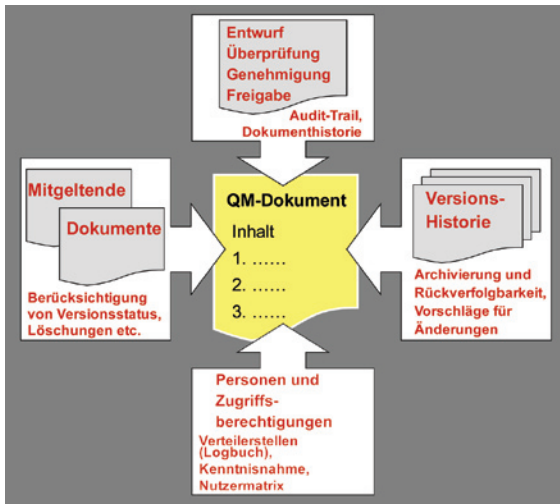 Entwurf
Überprüfung
Genehmigung
Freigabe
Audit-Trail,
Dokumenthistorie
Mitgeltende
Dokumente
Berücksichtigung
von Versionsstatus,
Löschungen etc.
QM-Dokument
Inhalt
1. ......
2. ......
3. ......
Versions-
Historie
Archivierung und
Rückverfolgbarkeit,
Vorschläge für
Änderungen
Personen und
Zugriffs-
berechtigungen
Verteilerstellen
(Logbuch),
Kenntnisnahme,
Nutzermatrix